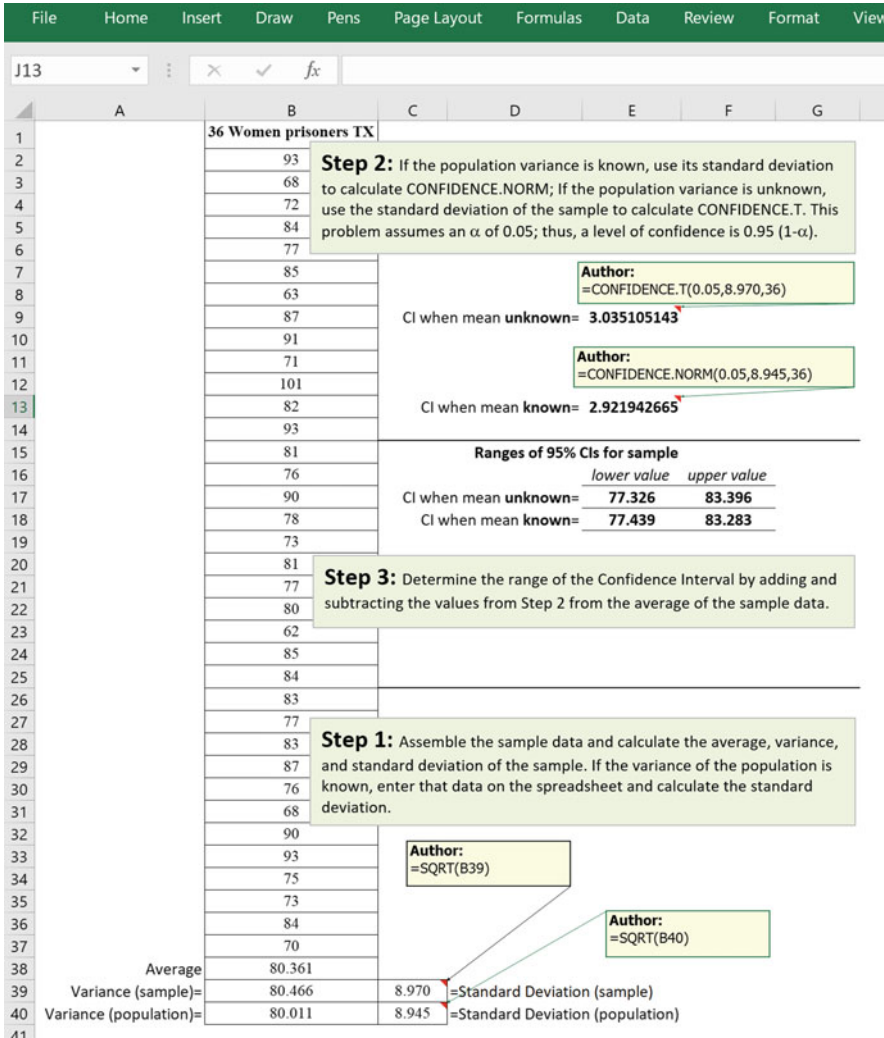 File Home Insert Draw Pens Page Layout Formulas Data Review Format View
J13 fx
A B C D E F G
1 36 Women prisoners TX
2 93
3 68
4 72
5 84
6 77
Step 2: If the population variance is known, use its standard deviation
to calculate CONFIDENCE.NORM; If the population variance is unknown,
use the standard deviation of the sample to calculate CONFIDENCE.T. This
problem assumes an α of 0.05; thus, a level of confidence is 0.95 (1-α).
7 85
8 63
Author:
=CONFIDENCE.T(0.05,8.970,36)
9 87 CI when mean unknown= 3.035105143
10 91
11 71
12 101
Author:
=CONFIDENCE.NORM(0.05,8.945,36)
13 82 CI when mean known= 2.921942665
14 93
15 81 Ranges of 95% CIs for sample
16 76 lower value upper value
17 90 CI when mean unknown= 77.326 83.396
18 78 CI when mean known= 77.439 83.283
19 73
20 81
21 77
22 80
Step 3: Determine the range of the Confidence Interval by adding and
subtracting the values from Step 2 from the average of the sample data.
23 62
24 85
25 84
26 83
27 77
28 83
29 87
30 76
31 68
Step 1: Assemble the sample data and calculate the average, variance,
and standard deviation of the sample. If the variance of the population is
known, enter that data on the spreadsheet and calculate the standard
deviation.
32 90
33 93
34 75
Author:
=SQRT(B39)
35 73
36 84
37 70
Author:
=SQRT(B40)
38 Average 80.361
39 Variance (sample)= 80.466 8.970 =Standard Deviation (sample)
40 Variance (population)= 80.011 8.945 =Standard Deviation (population)
41